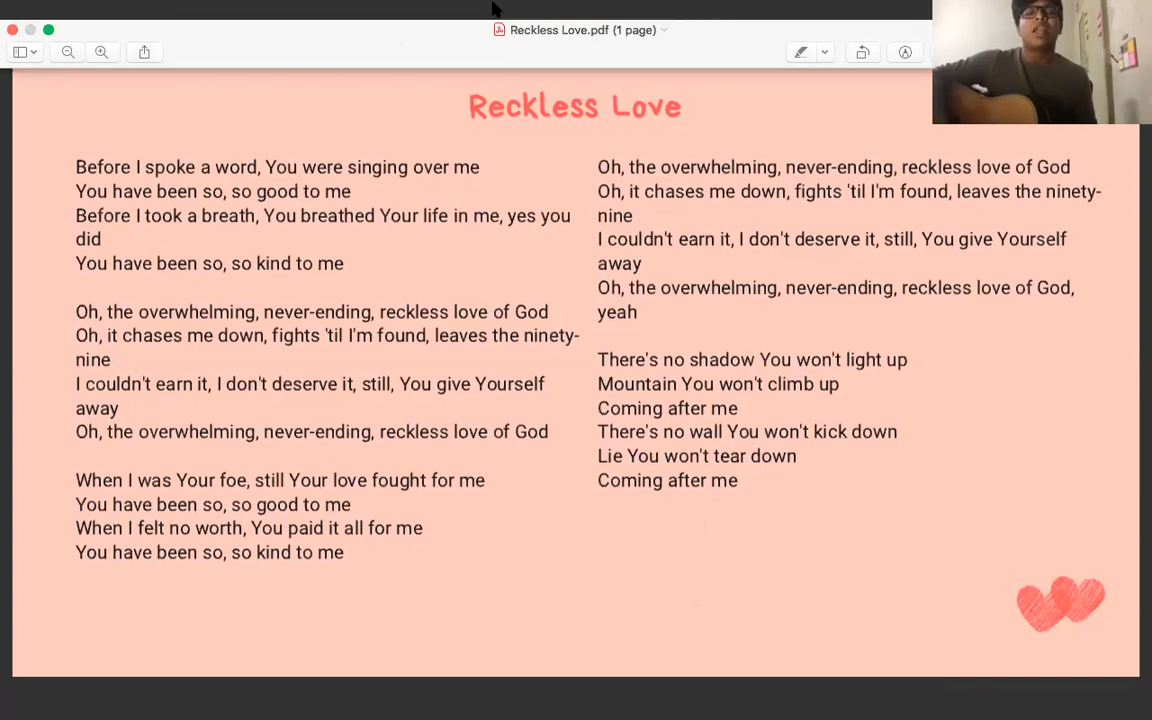 Reckless Love.pdf (1 page)
Reckless Love
Before I spoke a word, You were singing over me
You have been so, so good to me
Before I took a breath, You breathed Your life in me, yes you
did
You have been so, so kind to me
Oh, the overwhelming, never-ending, reckless love of God
Oh, it chases me down, fights 'til I'm found, leaves the ninety-
nine
I couldn't earn it, I don't deserve it, still, You give Yourself
away
Oh, the overwhelming, never-ending, reckless love of God
When I was Your foe, still Your love fought for me
You have been so, so good to me
When I felt no worth, You paid it all for me
You have been so, so kind to me
Oh, the overwhelming, never-ending, reckless love of God
Oh, it chases me down, fights 'til I'm found, leaves the ninety-
nine
I couldn't earn it, I don't deserve it, still, You give Yourself
away
Oh, the overwhelming, never-ending, reckless love of God,
yeah
There's no shadow You won't light up
Mountain You won't climb up
Coming after me
There's no wall You won't kick down
Lie You won't tear down
Coming after me